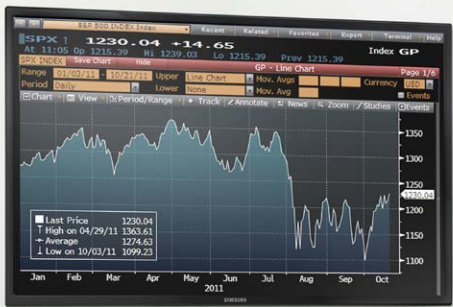 S&P 500 INDEX Index Recent Related Favorites Export Terminal Help
SPX 1230.04 +14.65
At 11:05 Op 1215.39 Hi 1239.03 Lo 1215.39 Prev 1215.39 Index GP
SPX INDEX Save Chart Hide GP - Line Chart Page 1/6
Range 01/03/11 - 10/21/11 Upper Line Chart Mov. Avgs Currency USD
Period Daily Lower None Mov. Avg Events
Chart View Period/Range Track Annotate News Zoom Studies Events
1350
1300
1250
1230.04
1200
1150
1100
Last Price 1230.04
High on 04/29/11 1363.61
Average 1274.63
Low on 10/03/11 1099.23
Jan Feb Mar Apr May Jun Jul Aug Sep Oct
2011
SAMSUNG